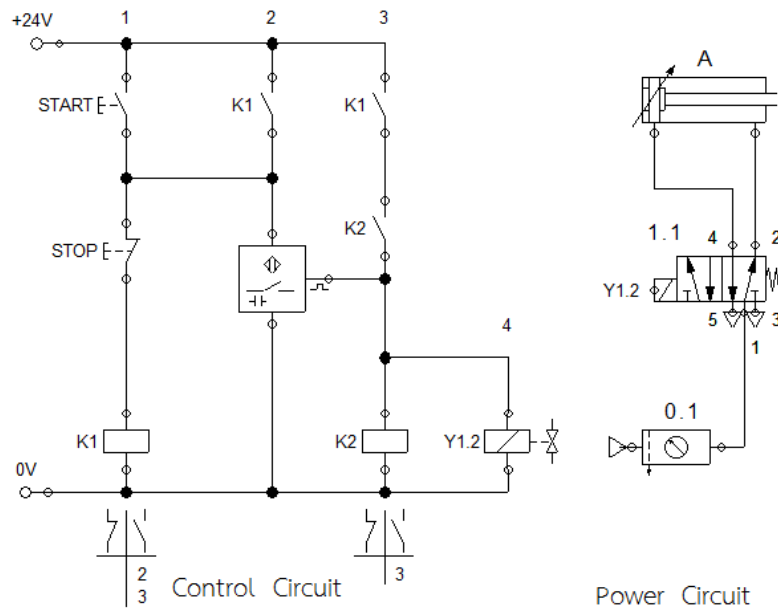 1 2 3
+24V
A
START K1 K1
STOP K2
1.1 4 2
Y1.2
5 3
4 1
0.1
K1 K2 Y1.2
0V
2 3
3
Control Circuit
Power Circuit